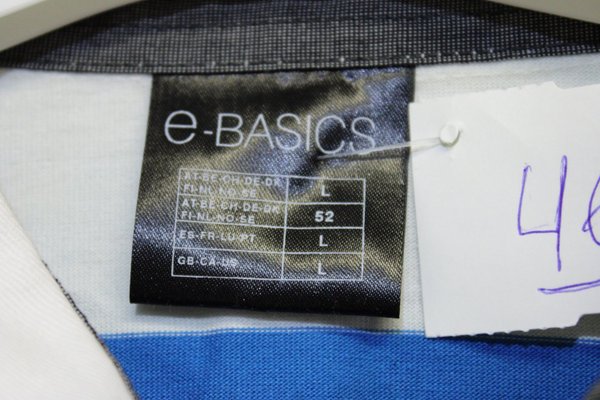 e-BASICS
AT-BE-CH-DE-DK
FI-NL-NO-SE L
AT-BE-CH-DE-DK
FI-NL-NO-SE 52
ES-FR-LU-PT L
GB-CA-US L